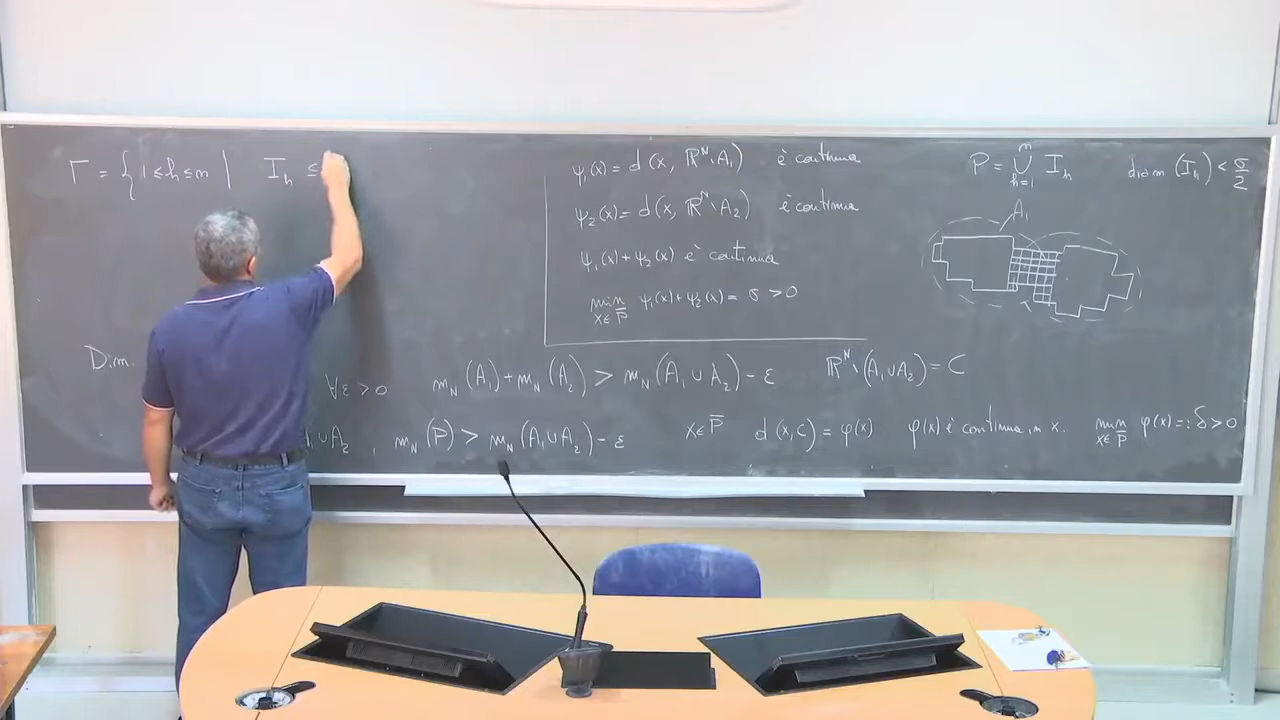 Γ = { 1 ≤ h ≤ m | I_h ⊆
ψ₁(x) = d(x, ℝᴺ∖A₁) è continua
ψ₂(x) = d(x, ℝᴺ∖A₂) è continua
ψ₁(x) + ψ₂(x) è continua
min_{x∈P̄} ψ₁(x) + ψ₂(x) = σ > 0
P = ⋃_{h=1}^{m} I_h diam (I_h) < σ/2
A₁
Dim.
∀ε > 0 m_N(A₁) + m_N(A₂) > m_N(A₁ ∪ A₂) − ε ℝᴺ∖(A₁∪A₂) = C
A₁∪A₂, m_N(P) > m_N(A₁∪A₂) − ε x∈P̄ d(x,C) = φ(x) φ(x) è continua in x. min_{x∈P̄} φ(x) =: δ > 0